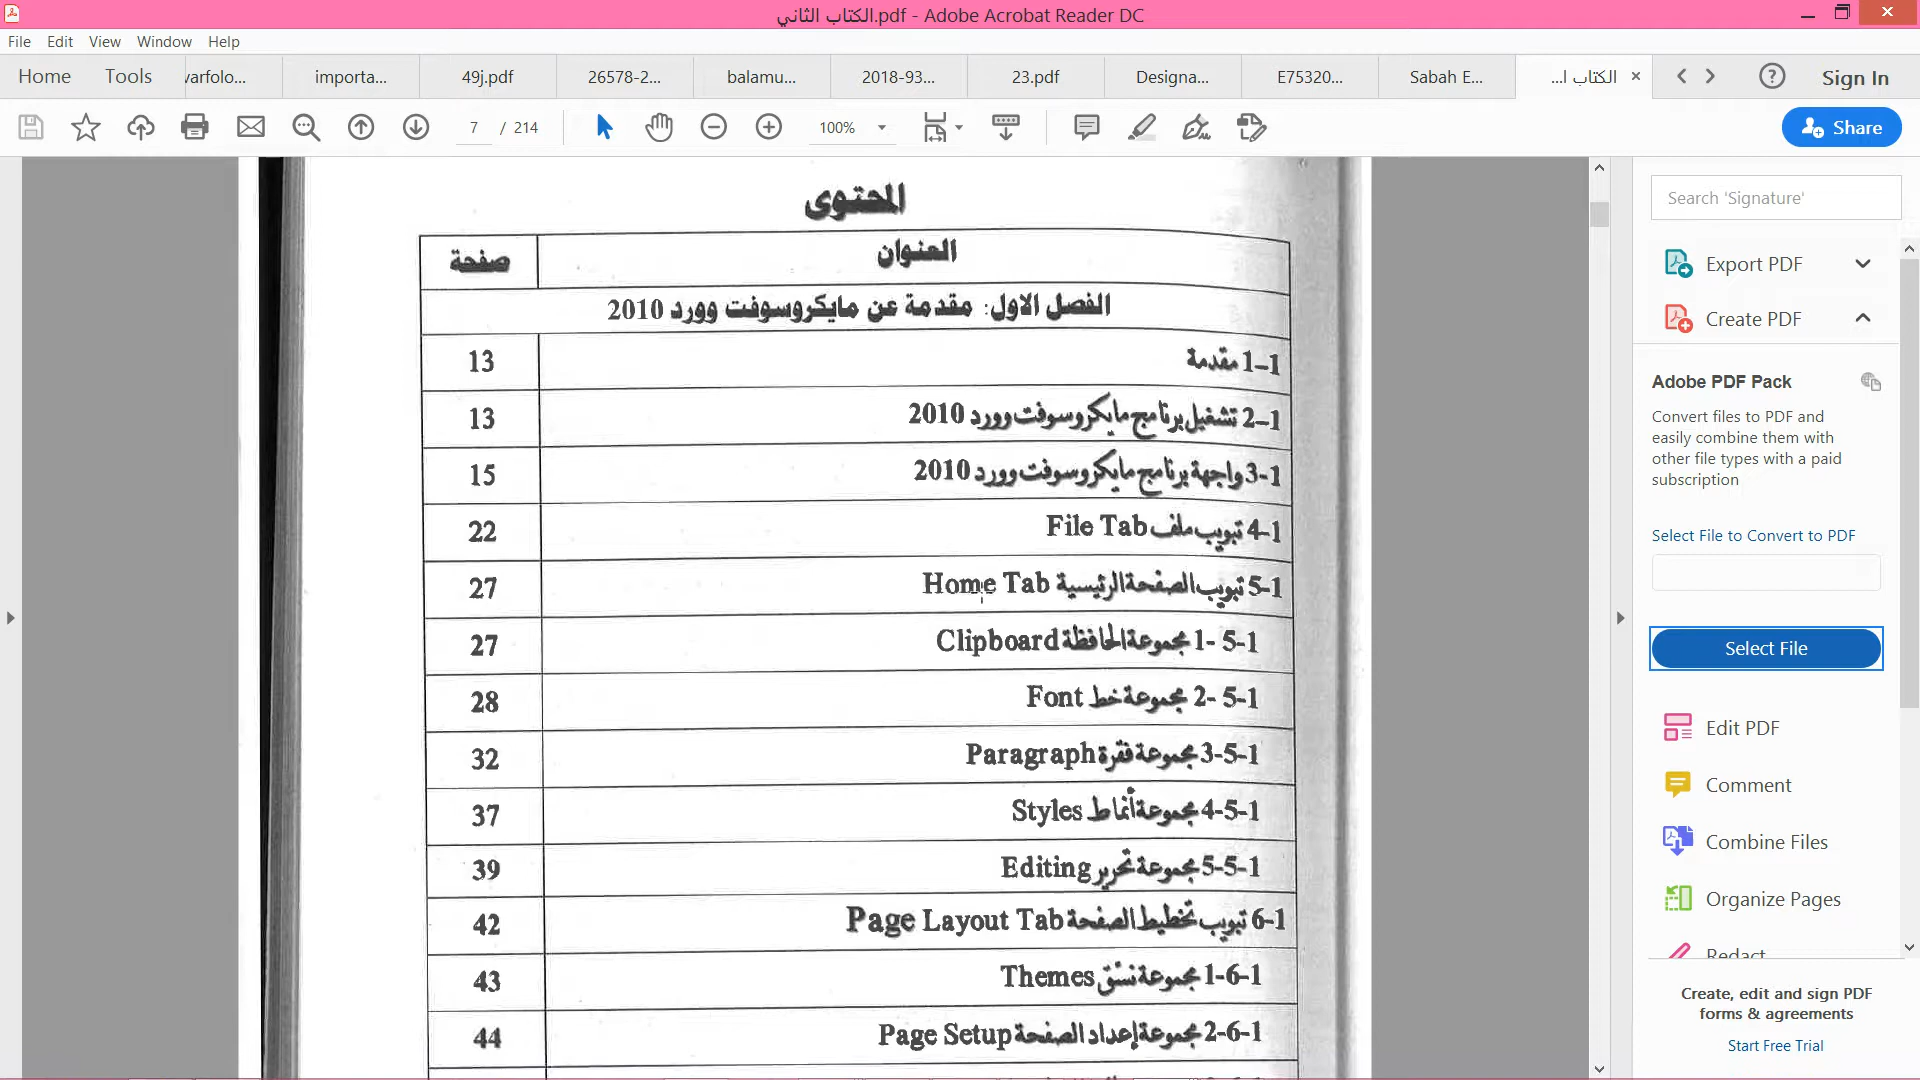 الكتاب الثاني.pdf - Adobe Acrobat Reader DC
File Edit View Window Help
Home Tools varfolo... importa... 49j.pdf 26578-2... balamu... 2018-93... 23.pdf Designa... E75320... Sabah E... الكتاب ا... Sign In
7 / 214 100% Share
المحتوى
العنوان صفحة
الفصل الاول: مقدمة عن مايكروسوفت وورد 2010
1-1 مقدمة 13
2-1 تشغيل برنامج مايكروسوفت وورد 2010 13
3-1 واجهة برنامج مايكروسوفت وورد 2010 15
4-1 تبويب ملف File Tab 22
5-1 تبويب الصفحة الرئيسية Home Tab 27
1- 5-1 مجموعة الحافظة Clipboard 27
2- 5-1 مجموعة خط Font 28
3-5-1 مجموعة فقرة Paragraph 32
4-5-1 مجموعة أنماط Styles 37
5-5-1 مجموعة تحرير Editing 39
6-1 تبويب تخطيط الصفحة Page Layout Tab 42
1-6-1 مجموعة نسق Themes 43
2-6-1 مجموعة إعداد الصفحة Page Setup 44
Search 'Signature'
Export PDF
Create PDF
Adobe PDF Pack
Convert files to PDF and
easily combine them with
other file types with a paid
subscription
Select File to Convert to PDF
Select File
Edit PDF
Comment
Combine Files
Organize Pages
Redact
Create, edit and sign PDF
forms & agreements
Start Free Trial